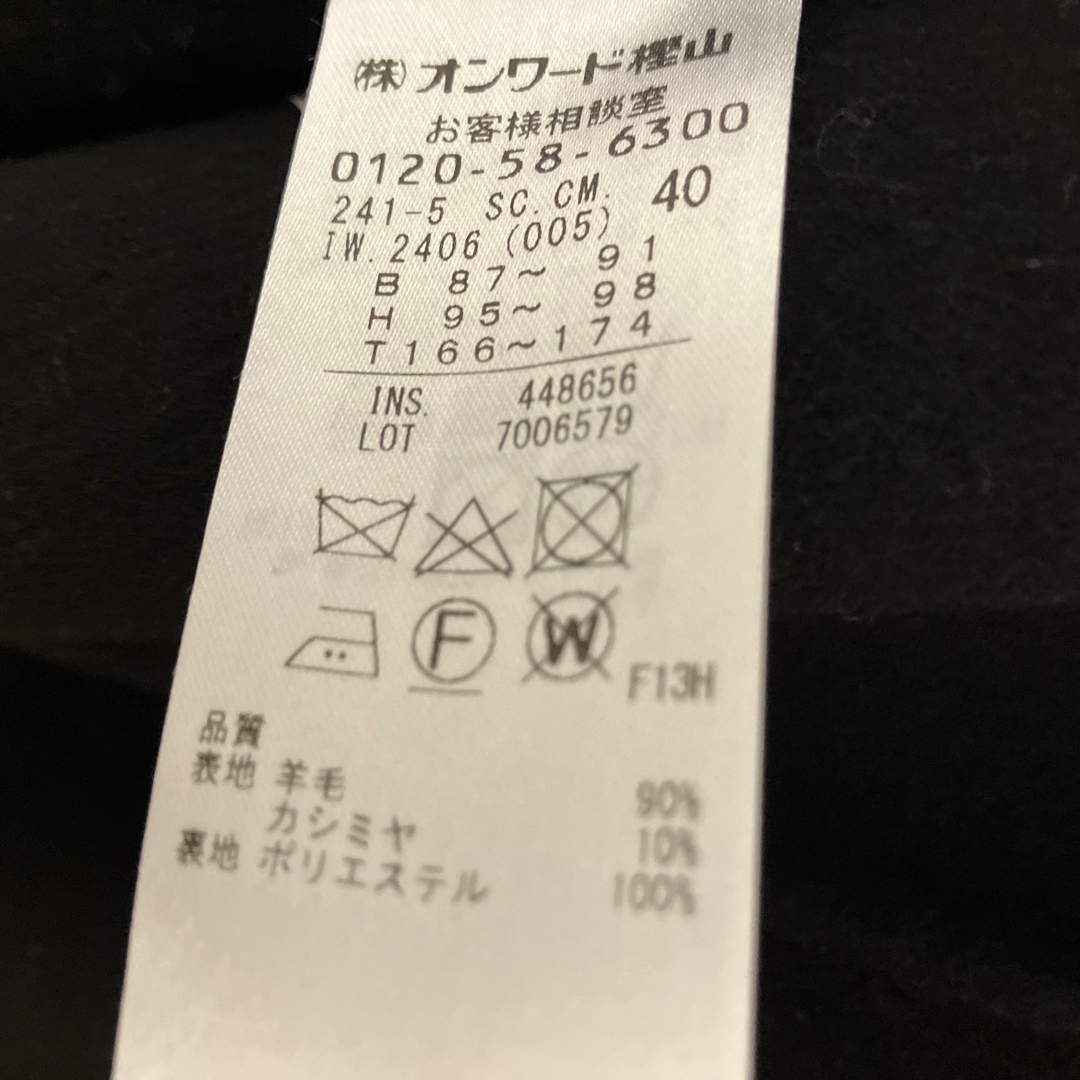 (株)オンワード樫山
お客様相談室
0120-58-6300
241-5 SC.CM. 40
IW.2406 (005)
B 87~ 91
H 95~ 98
T166~174
INS. 448656
LOT 7006579
F
W
F13H
品質
表地 羊毛 90%
カシミヤ 10%
裏地 ポリエステル 100%